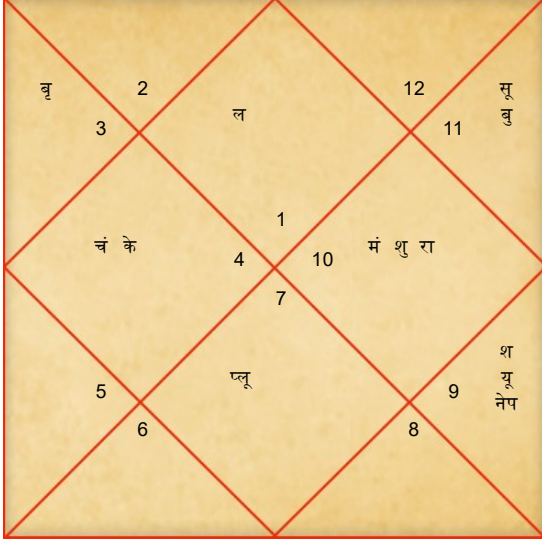 बृ 2 12 सू
ल बु
3 11
1
चं के 4 10 मं शु रा
7
श
प्लू यू
5 9 नेप
6 8